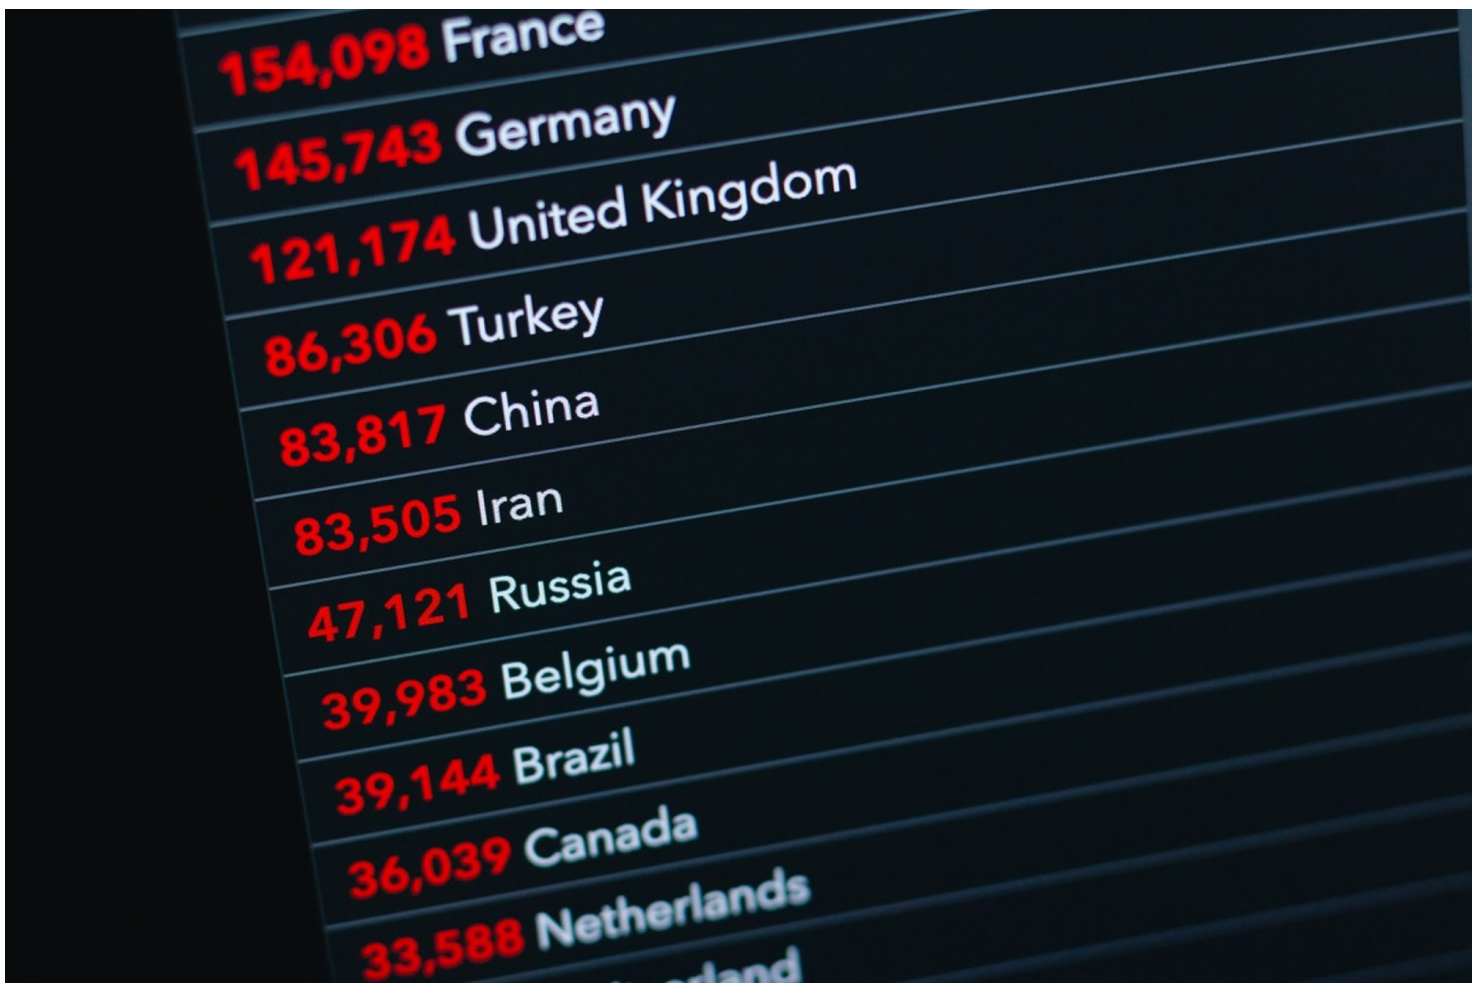 154,098 France
145,743 Germany
121,174 United Kingdom
86,306 Turkey
83,817 China
83,505 Iran
47,121 Russia
39,983 Belgium
39,144 Brazil
36,039 Canada
33,588 Netherlands